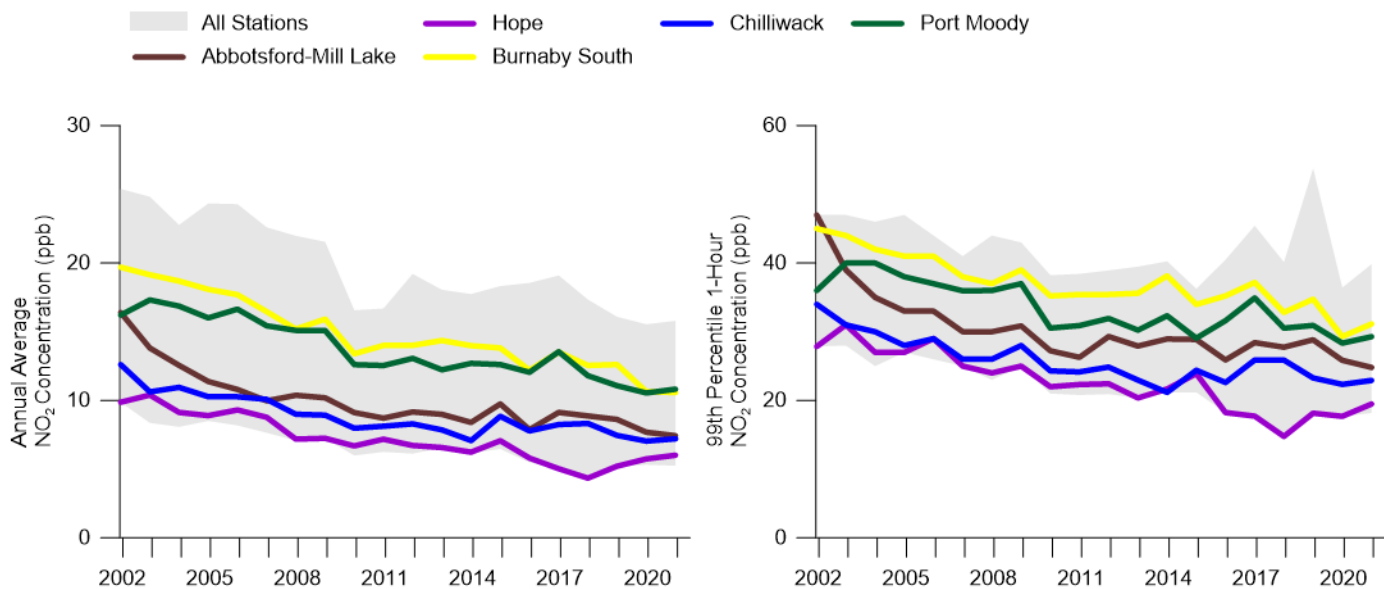 All Stations Hope Chilliwack Port Moody
Abbotsford-Mill Lake Burnaby South
30
20
10
0
Annual Average
NO₂ Concentration (ppb)
2002 2005 2008 2011 2014 2017 2020
60
40
20
0
99th Percentile 1-Hour
NO₂ Concentration (ppb)
2002 2005 2008 2011 2014 2017 2020